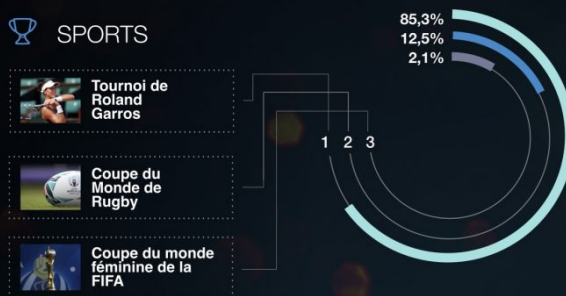 SPORTS
85,3%
12,5%
2,1%
Tournoi de
Roland
Garros
1 2 3
Coupe du
Monde de
Rugby
Coupe du monde
féminine de la
FIFA